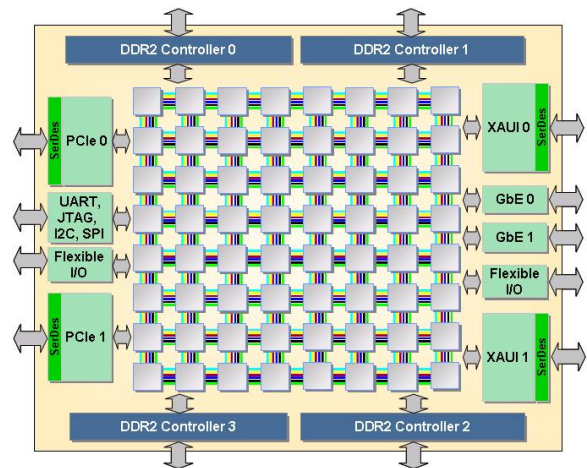 DDR2 Controller 0
DDR2 Controller 1
SerDes
PCIe 0
XAUI 0
SerDes
UART,
JTAG,
I2C, SPI
GbE 0
GbE 1
Flexible
I/O
Flexible
I/O
SerDes
PCIe 1
XAUI 1
SerDes
DDR2 Controller 3
DDR2 Controller 2